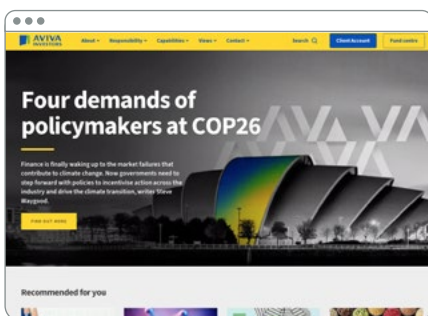 AVIVA
INVESTORS
About
Responsibility
Capabilities
Views
Contact
Search
Client Account
Fund centre
Four demands of
policymakers at COP26
Finance is finally waking up to the market failures that
contribute to climate change. Now governments need to
step forward with policies to incentivise action across the
industry and drive the climate transition, writes Steve
Waygood.
FIND OUT MORE
Recommended for you